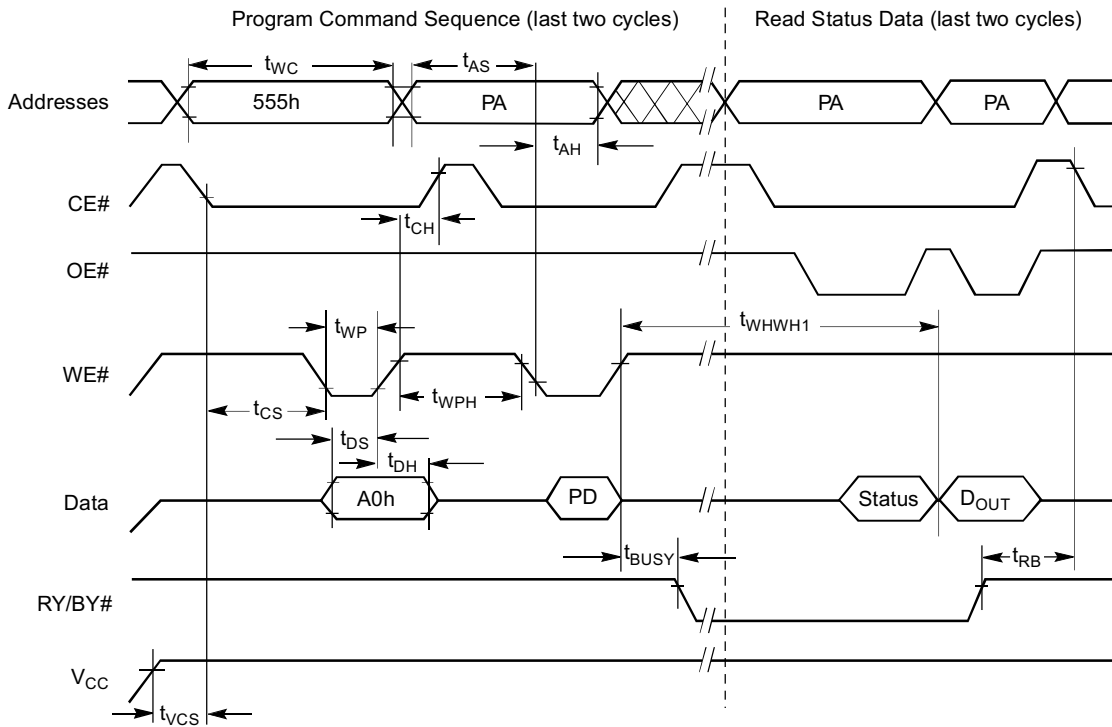 Program Command Sequence (last two cycles)
Read Status Data (last two cycles)
tWC
tAS
Addresses
555h
PA
PA
PA
tAH
CE#
tCH
OE#
tWP
tWHWH1
WE#
tCS
tWPH
tDS
tDH
Data
A0h
PD
Status
DOUT
tBUSY
tRB
RY/BY#
VCC
tVCS